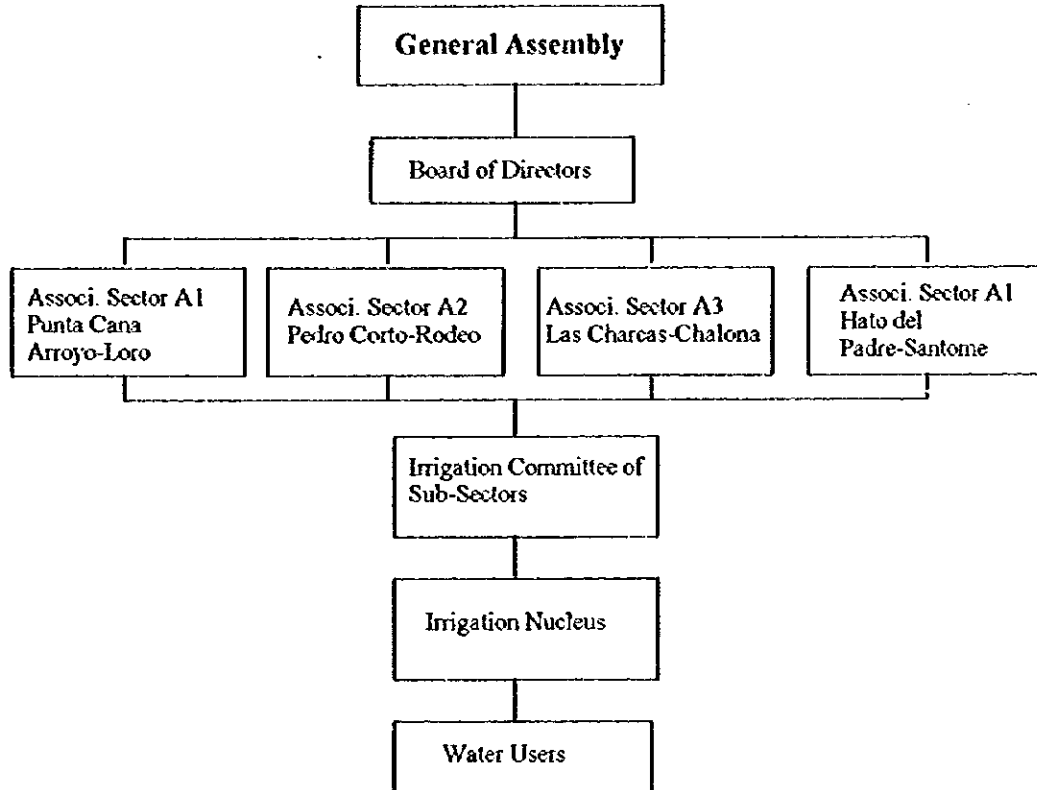 General Assembly
Board of Directors
Associ. Sector A1
Punta Cana
Arroyo-Loro
Associ. Sector A2
Pedro Corto-Rodeo
Associ. Sector A3
Las Charcas-Chalona
Associ. Sector A1
Hato del
Padre-Santome
Irrigation Committee of
Sub-Sectors
Irrigation Nucleus
Water Users